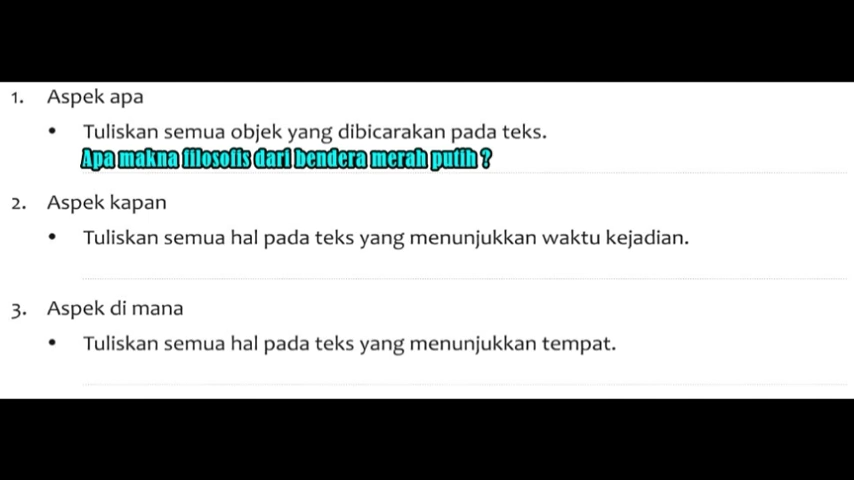 1. Aspek apa
• Tuliskan semua objek yang dibicarakan pada teks.
Apa makna filosofis dari bendera merah putih ?
2. Aspek kapan
• Tuliskan semua hal pada teks yang menunjukkan waktu kejadian.
3. Aspek di mana
• Tuliskan semua hal pada teks yang menunjukkan tempat.